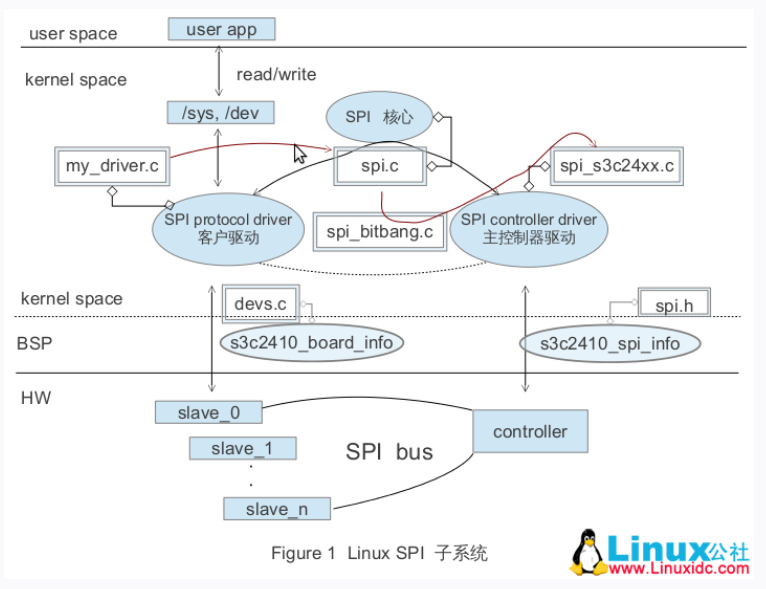 user space
user app
kernel space
read/write
/sys, /dev
SPI 核心
my_driver.c
spi.c
spi_s3c24xx.c
SPI protocol driver
客户驱动
spi_bitbang.c
SPI controller driver
主控制器驱动
kernel space
devs.c
spi.h
BSP
s3c2410_board_info
s3c2410_spi_info
HW
slave_0
controller
slave_1
SPI bus
slave_n
Figure 1 Linux SPI 子系统
Linux公社
www.Linuxidc.com